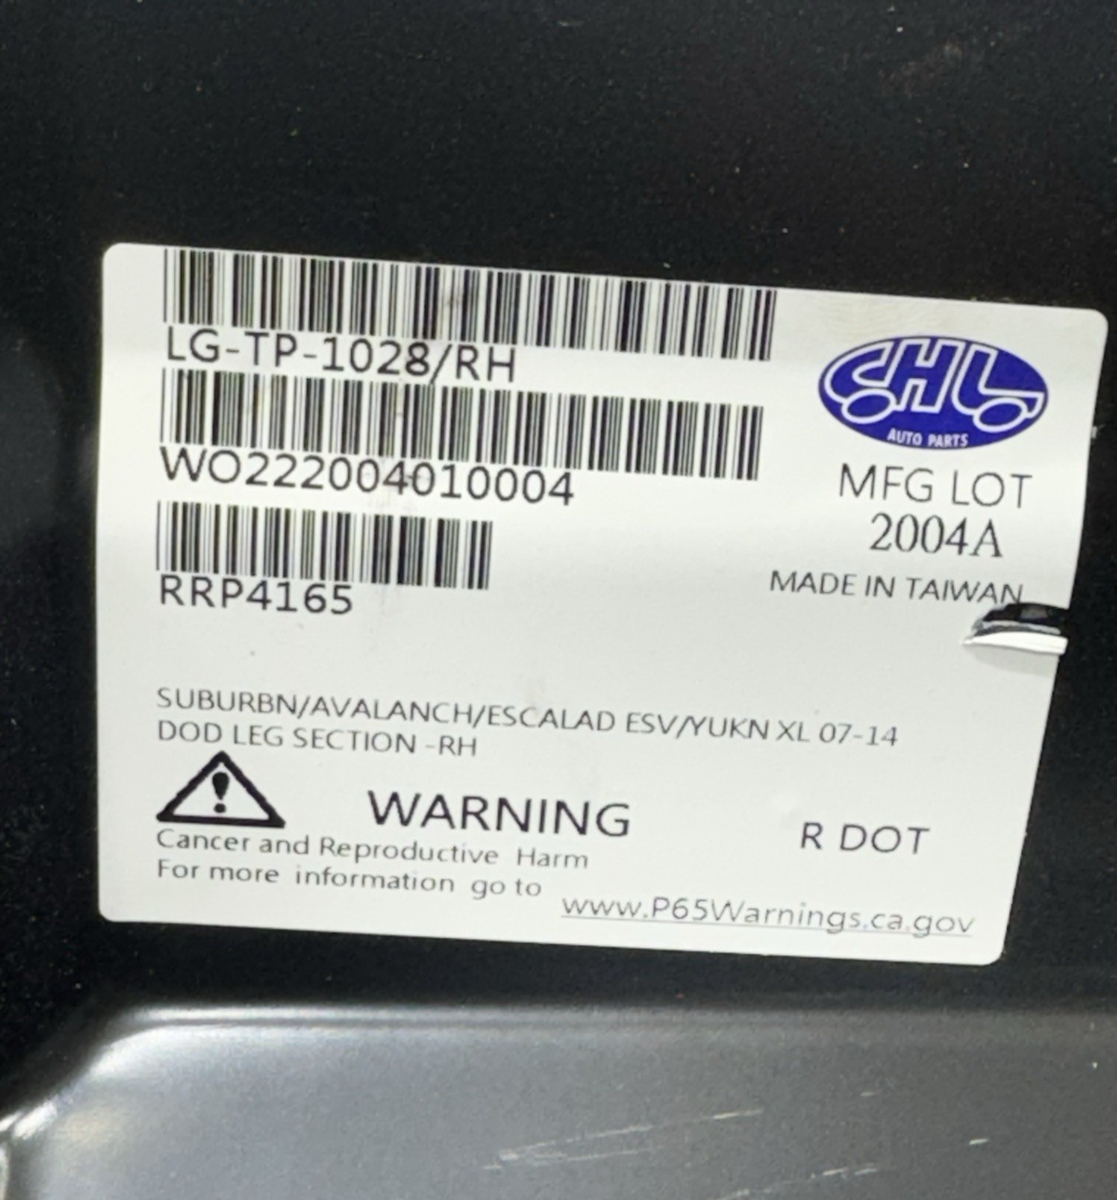 LG-TP-1028/RH
WO222004010004
RRP4165
CHL
AUTO PARTS
MFG LOT
2004A
MADE IN TAIWAN
SUBURBN/AVALANCH/ESCALAD ESV/YUKN XL 07-14
DOD LEG SECTION -RH
WARNING
R DOT
Cancer and Reproductive Harm
For more information go to
www.P65Warnings.ca.gov